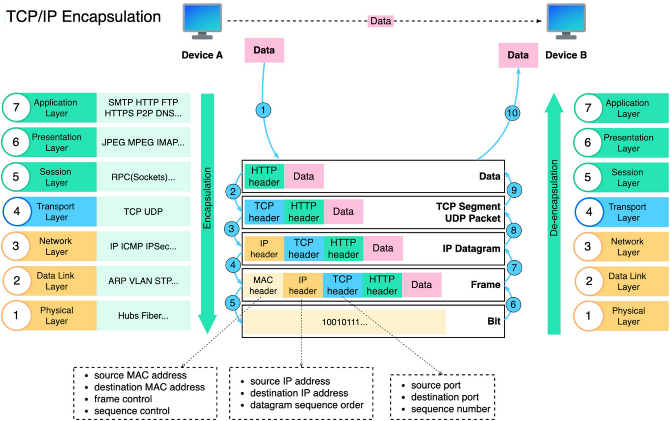 TCP/IP Encapsulation
Data
Device A
Device B
Data
Data
1
10
7
Application
Layer
SMTP HTTP FTP
HTTPS P2P DNS...
6
Presentation
Layer
JPEG MPEG IMAP...
5
Session
Layer
RPC(Sockets)...
4
Transport
Layer
TCP UDP
3
Network
Layer
IP ICMP IPSec...
2
Data Link
Layer
ARP VLAN STP...
1
Physical
Layer
Hubs Fiber...
Encapsulation
HTTP
header
Data
Data
2
9
TCP
header
HTTP
header
Data
TCP Segment
UDP Packet
3
8
IP
header
TCP
header
HTTP
header
Data
IP Datagram
4
7
MAC
header
IP
header
TCP
header
HTTP
header
Data
Frame
5
6
10010111...
Bit
De-encapsulation
7
Application
Layer
6
Presentation
Layer
5
Session
Layer
4
Transport
Layer
3
Network
Layer
2
Data Link
Layer
1
Physical
Layer
• source MAC address
• destination MAC address
• frame control
• sequence control
• source IP address
• destination IP address
• datagram sequence order
• source port
• destination port
• sequence number